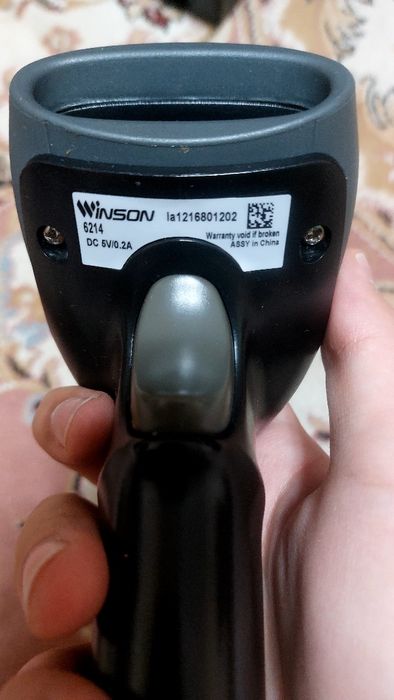 WINSON
6214
DC 5V/0.2A
la1216801202
Warranty void if broken
ASSY in China